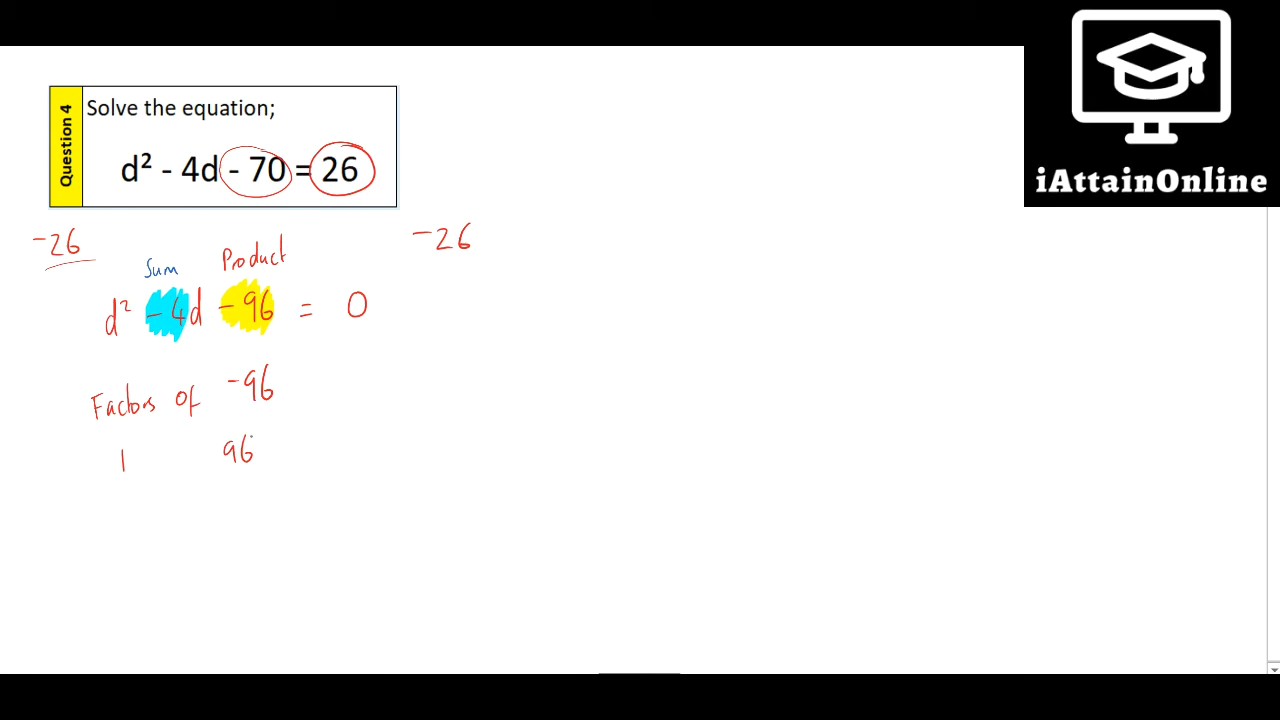 Question 4
Solve the equation;
d² - 4d - 70 = 26
iAttainOnline
-26 -26
Sum Product
d² - 4d - 96 = 0
Factors of -96
1 96